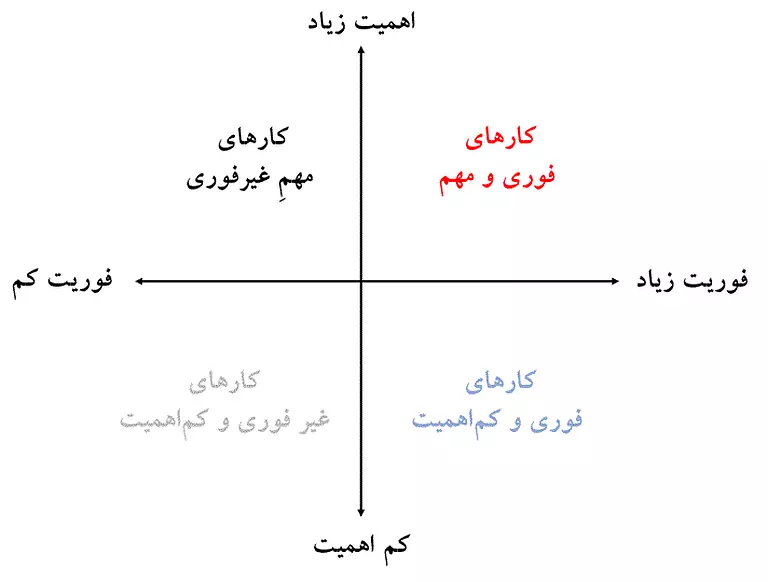 اهمیت زیاد
کارهای
فوری و مهم
کارهای
مهمِ غیرفوری
فوریت زیاد
فوریت کم
کارهای
فوری و کم‌اهمیت
کارهای
غیر فوری و کم‌اهمیت
کم اهمیت